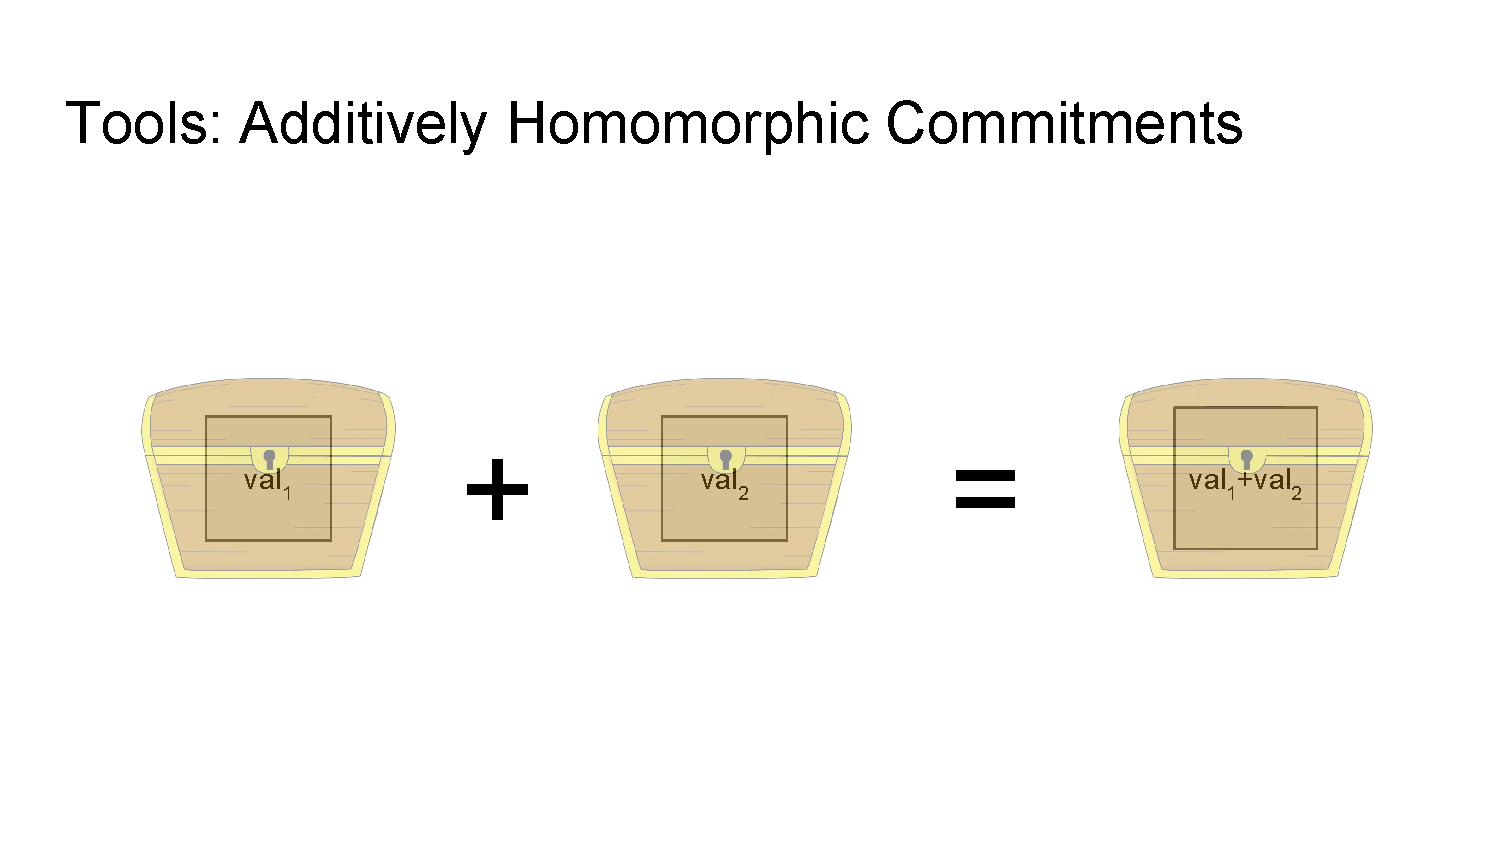 Tools: Additively Homomorphic Commitments
val₁ + val₂ = val₁+val₂